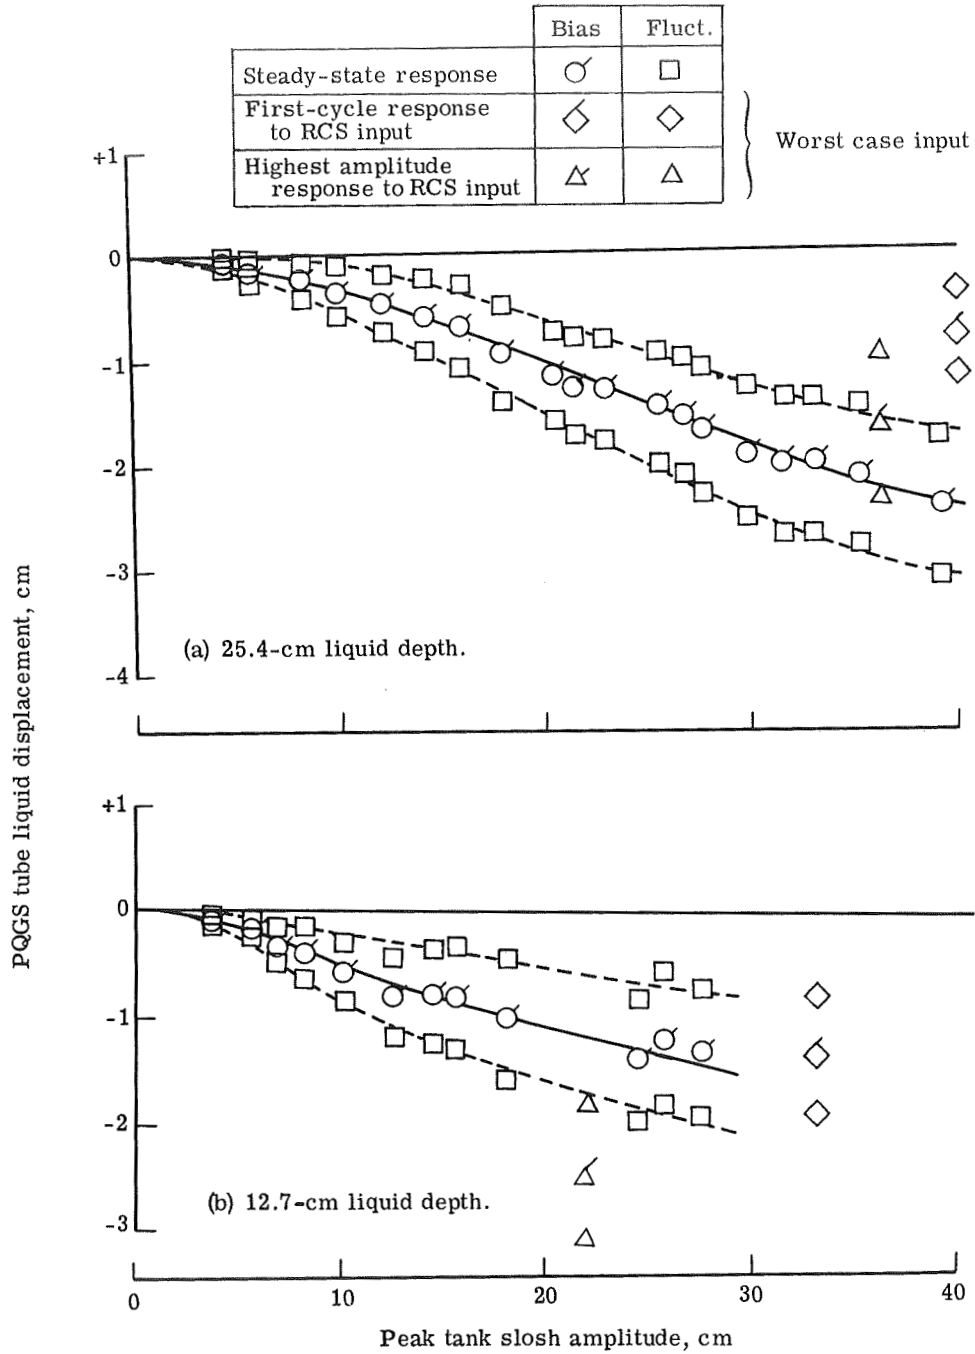 Bias Fluct.
Steady-state response
First-cycle response
to RCS input
Highest amplitude
response to RCS input
Worst case input
+1
0
-1
-2
-3
-4
(a) 25.4-cm liquid depth.
PQGS tube liquid displacement, cm
+1
0
-1
-2
-3
(b) 12.7-cm liquid depth.
0 10 20 30 40
Peak tank slosh amplitude, cm